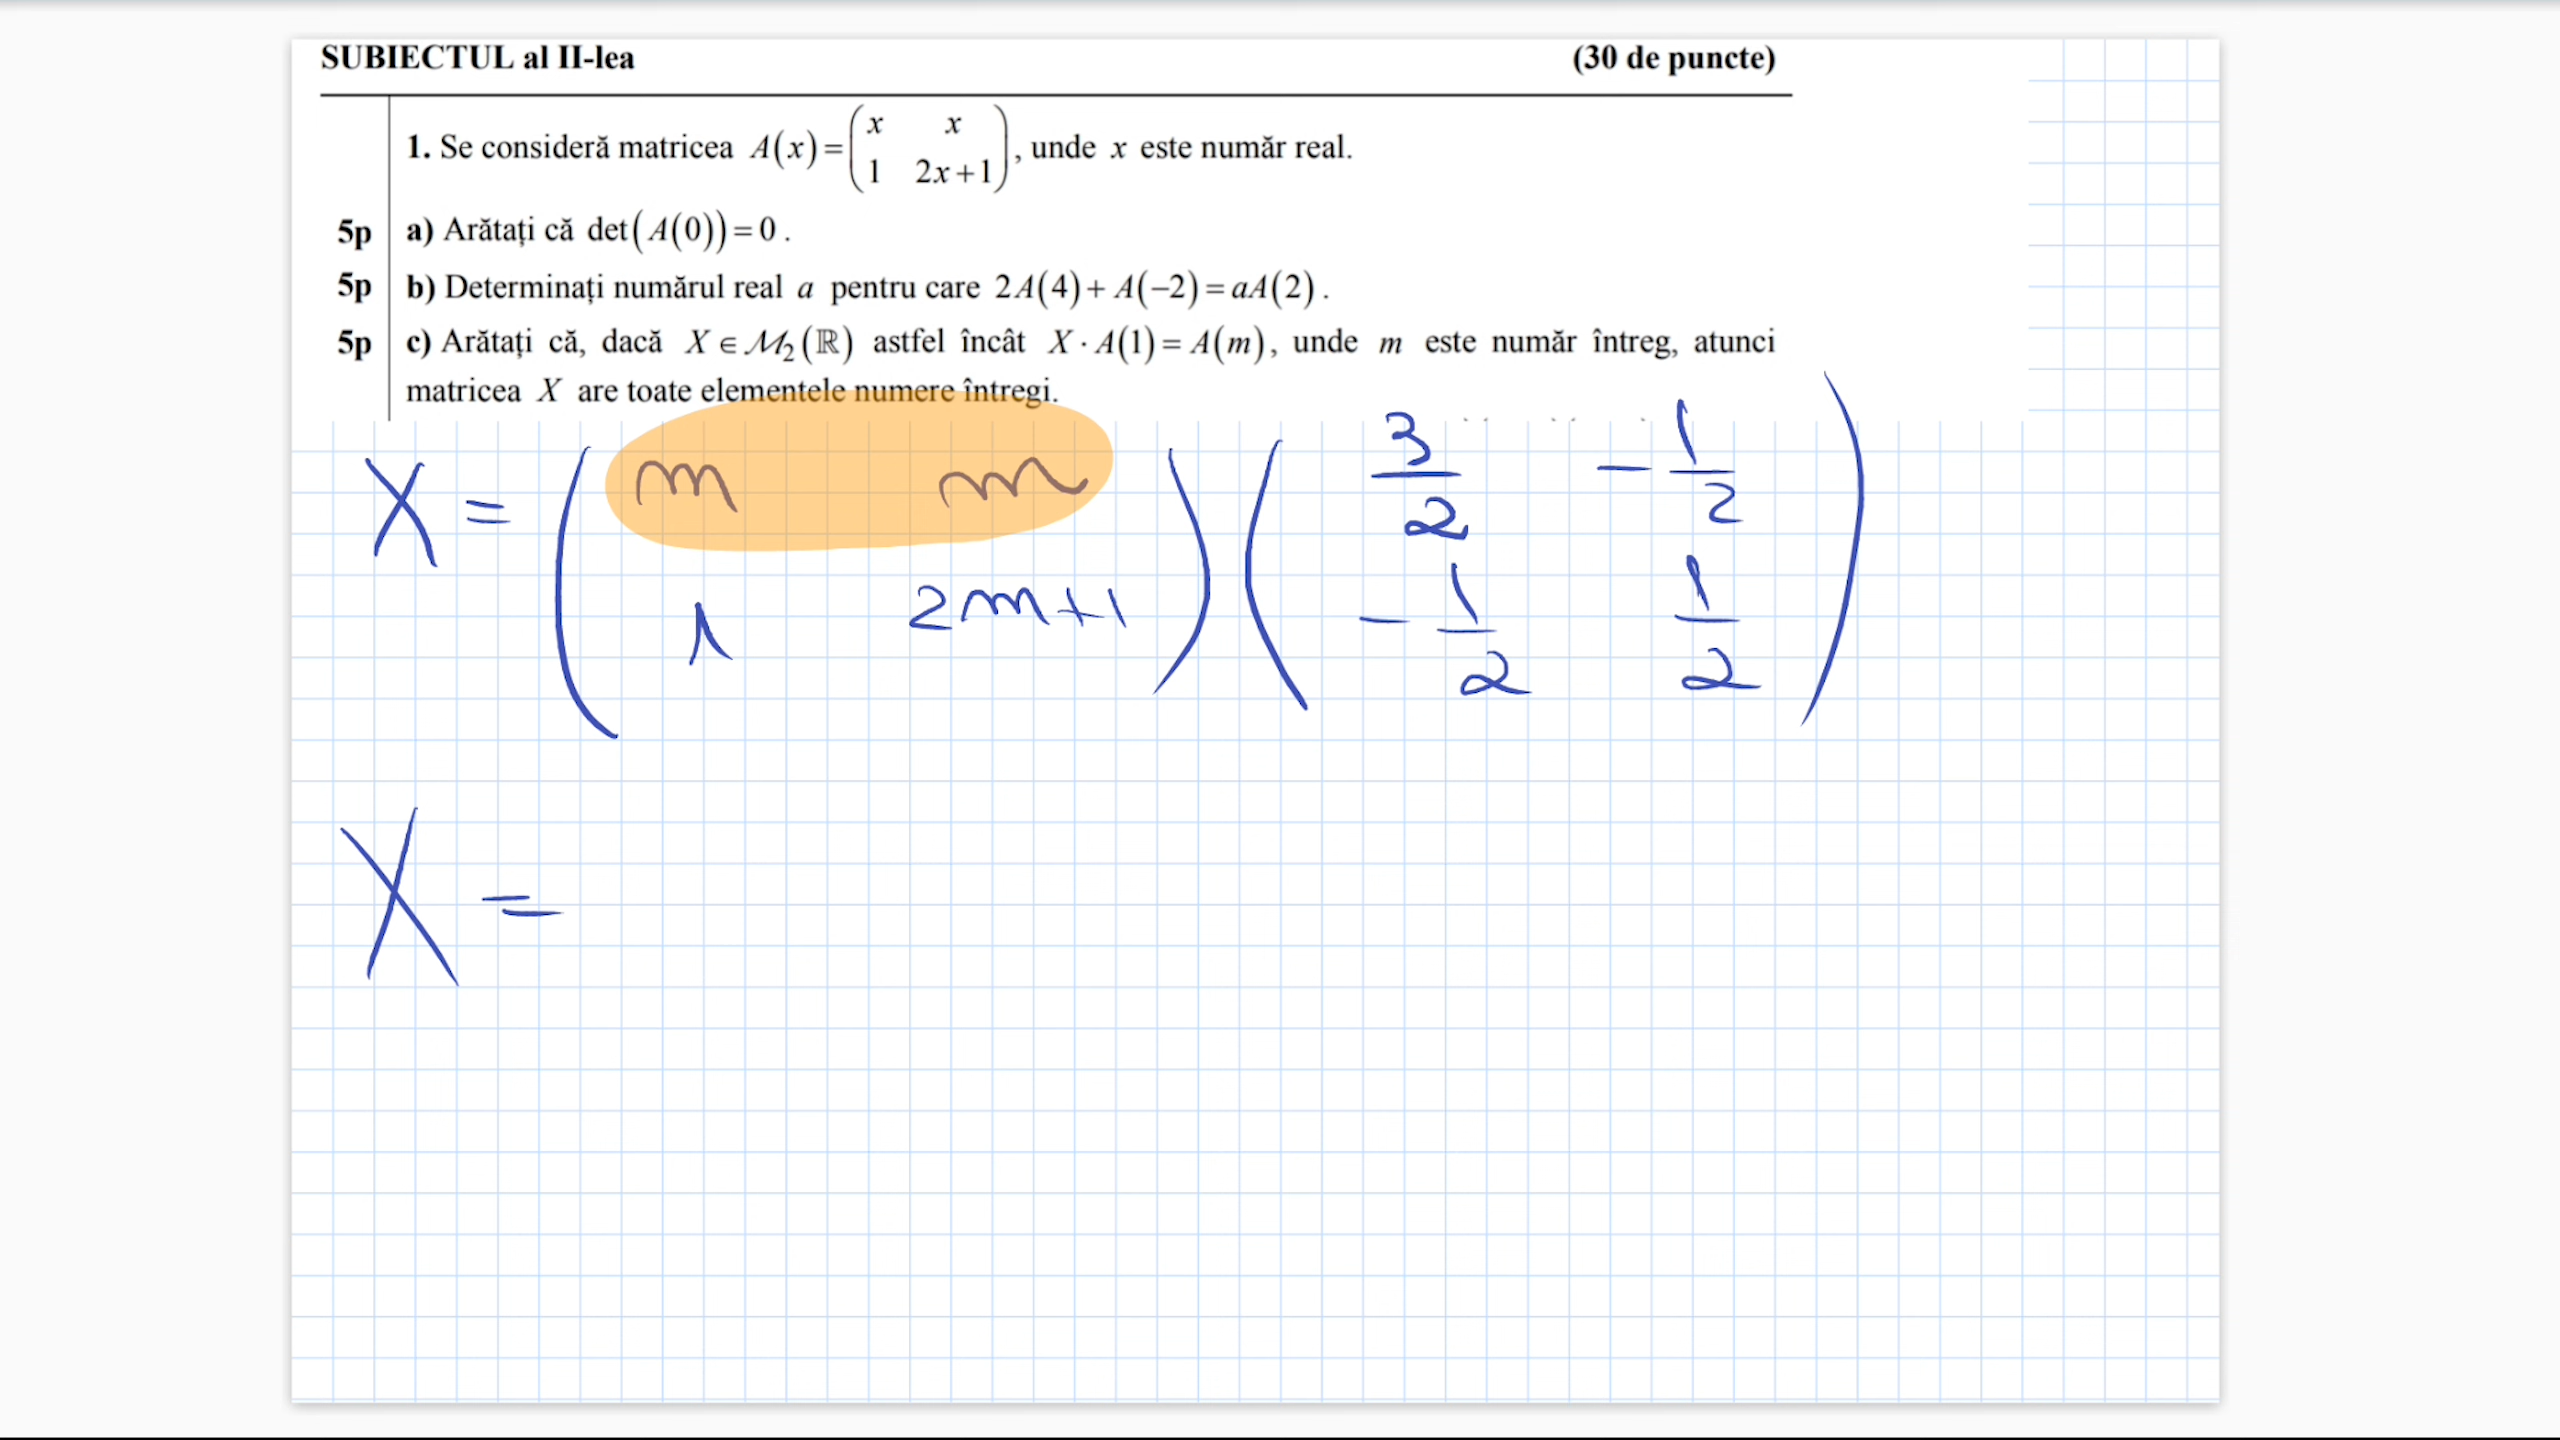 SUBIECTUL al II-lea (30 de puncte)
1. Se consideră matricea A(x)=(x x; 1 2x+1), unde x este număr real.
5p a) Arătați că det(A(0))=0.
5p b) Determinați numărul real a pentru care 2A(4)+A(−2)=aA(2).
5p c) Arătați că, dacă X∈M₂(ℝ) astfel încât X·A(1)=A(m), unde m este număr întreg, atunci
matricea X are toate elementele numere întregi.
X = (m m; 1 2m+1)(3/2 −1/2; −1/2 1/2)
X =